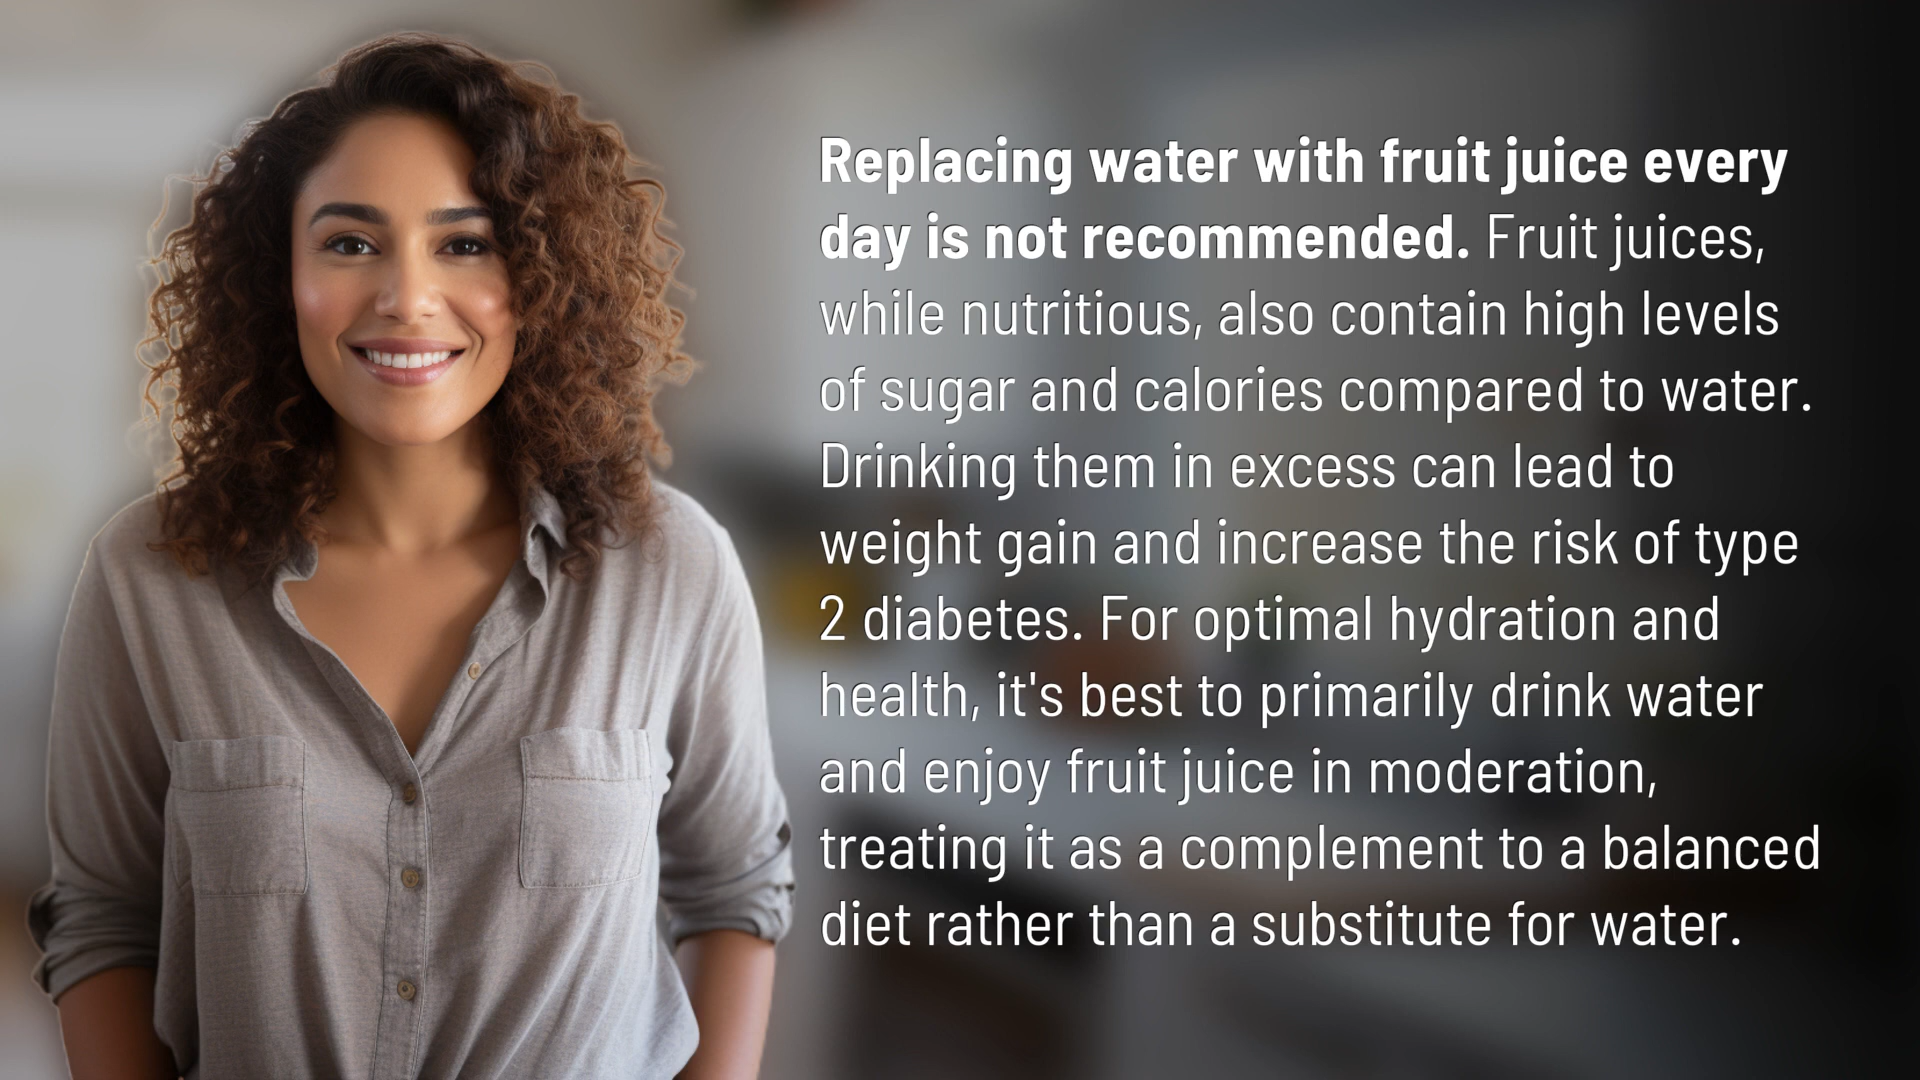 Replacing water with fruit juice every
day is not recommended. Fruit juices,
while nutritious, also contain high levels
of sugar and calories compared to water.
Drinking them in excess can lead to
weight gain and increase the risk of type
2 diabetes. For optimal hydration and
health, it's best to primarily drink water
and enjoy fruit juice in moderation,
treating it as a complement to a balanced
diet rather than a substitute for water.